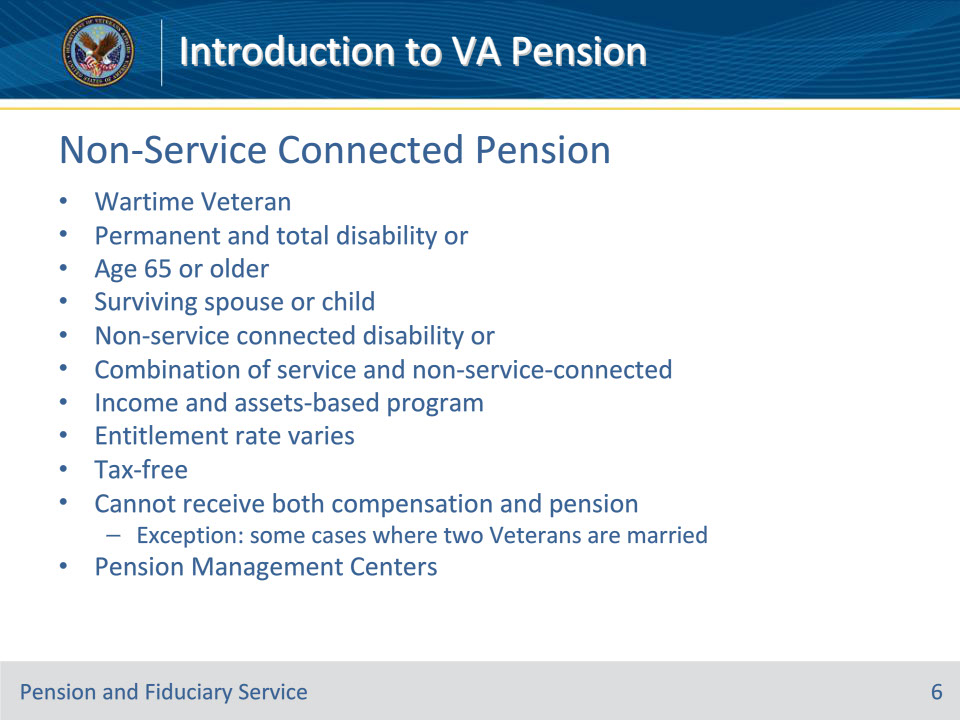 Introduction to VA Pension
Non-Service Connected Pension
• Wartime Veteran
• Permanent and total disability or
• Age 65 or older
• Surviving spouse or child
• Non-service connected disability or
• Combination of service and non-service-connected
• Income and assets-based program
• Entitlement rate varies
• Tax-free
• Cannot receive both compensation and pension
– Exception: some cases where two Veterans are married
• Pension Management Centers
Pension and Fiduciary Service
6